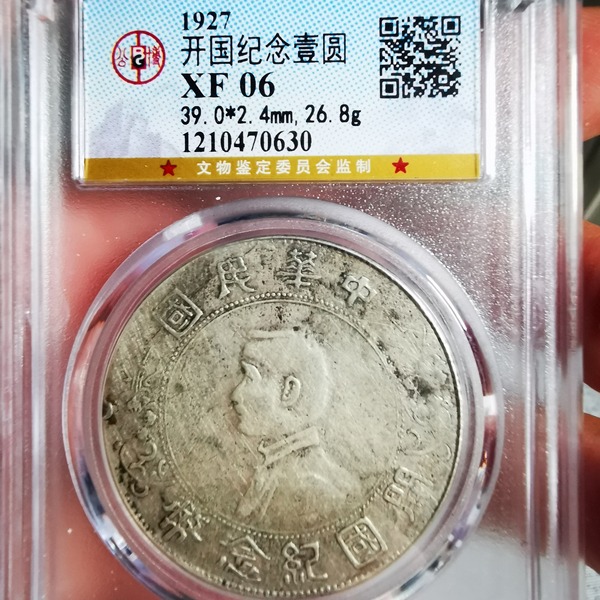 1927
开国纪念壹圆
XF 06
39.0*2.4mm, 26.8g
1210470630
★ 文物鉴定委员会监制 ★
中華民國
開國紀念幣